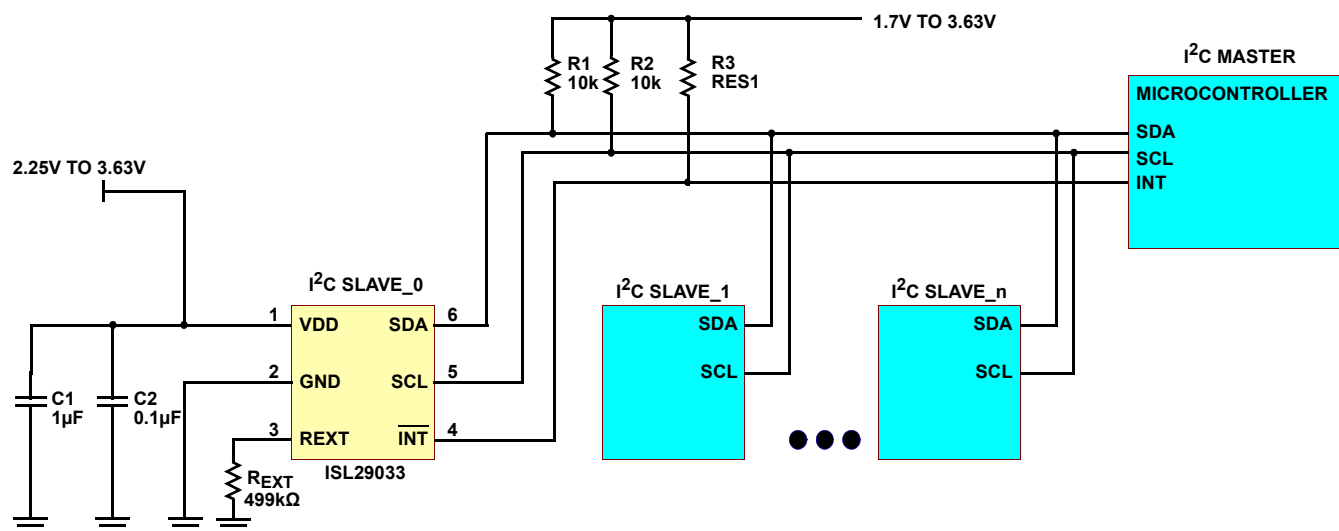 1.7V TO 3.63V
R1
10k
R2
10k
R3
RES1
I²C MASTER
MICROCONTROLLER
SDA
SCL
INT
2.25V TO 3.63V
I²C SLAVE_0
1
VDD
SDA
6
2
GND
SCL
5
3
REXT
INT
4
ISL29033
C1
1µF
C2
0.1µF
REXT
499kΩ
I²C SLAVE_1
SDA
SCL
I²C SLAVE_n
SDA
SCL